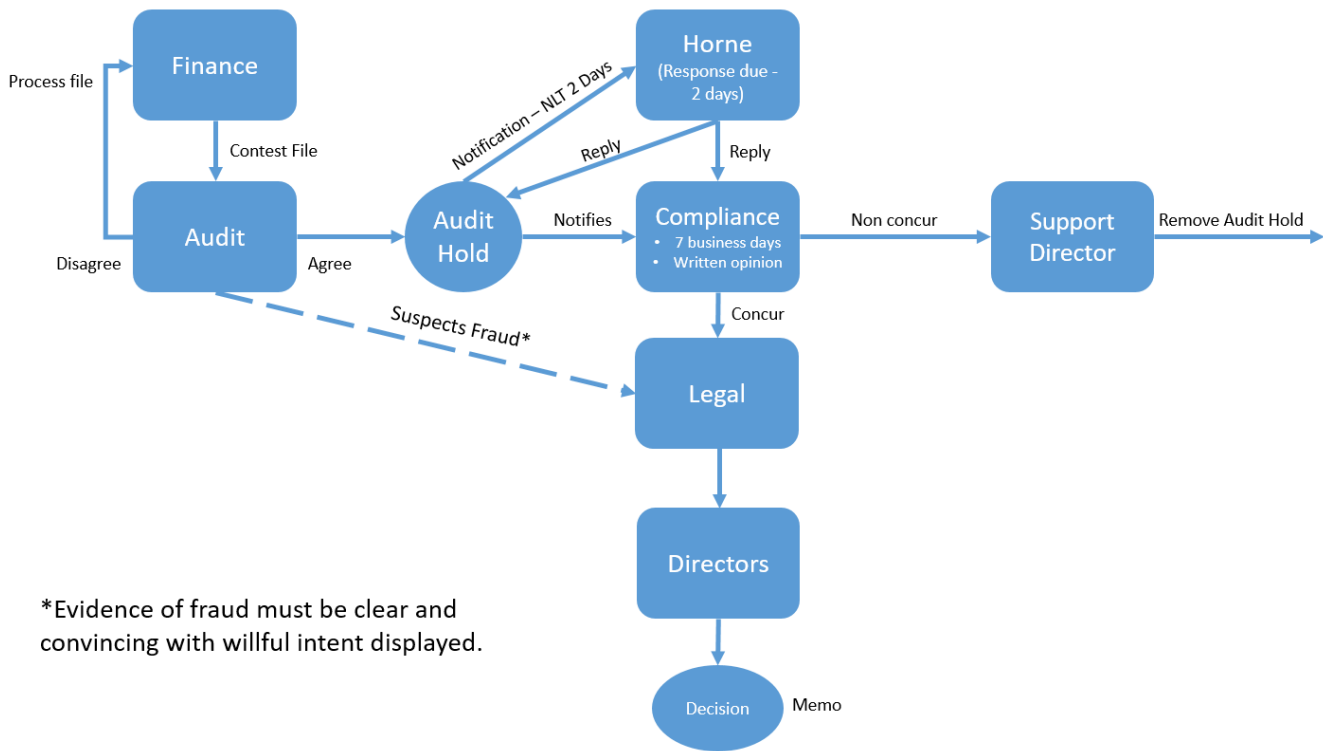 Finance
Process file
Contest File
Audit
Disagree
Agree
Horne
(Response due -
2 days)
Notification – NLT 2 Days
Reply
Reply
Audit
Hold
Notifies
Compliance
• 7 business days
• Written opinion
Non concur
Support
Director
Remove Audit Hold
Suspects Fraud*
Concur
Legal
Directors
Decision
Memo
*Evidence of fraud must be clear and
convincing with willful intent displayed.